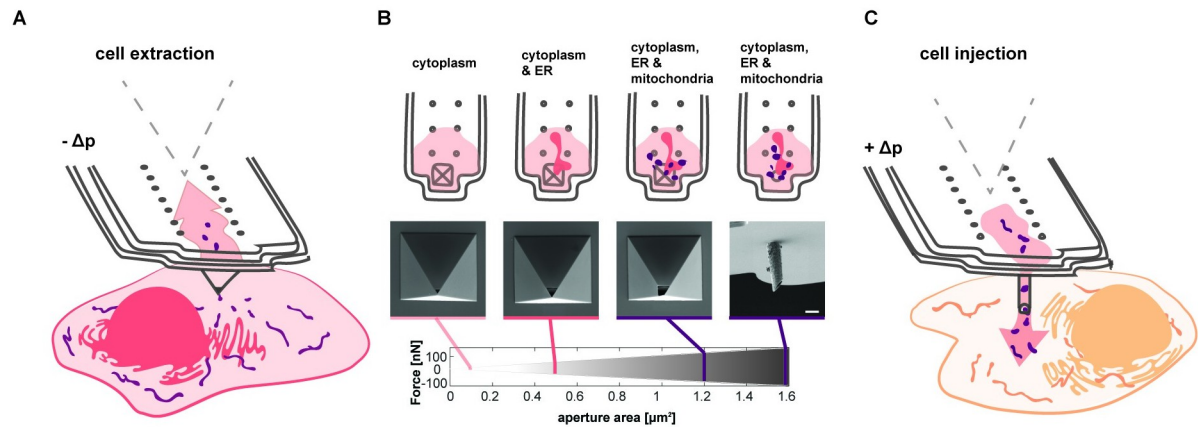 A
cell extraction
- Δp
B
cytoplasm
cytoplasm
& ER
cytoplasm,
ER &
mitochondria
cytoplasm,
ER &
mitochondria
Force [nN]
100
0
-100
0 0.2 0.4 0.6 0.8 1 1.2 1.4 1.6
aperture area [µm²]
C
cell injection
+ Δp